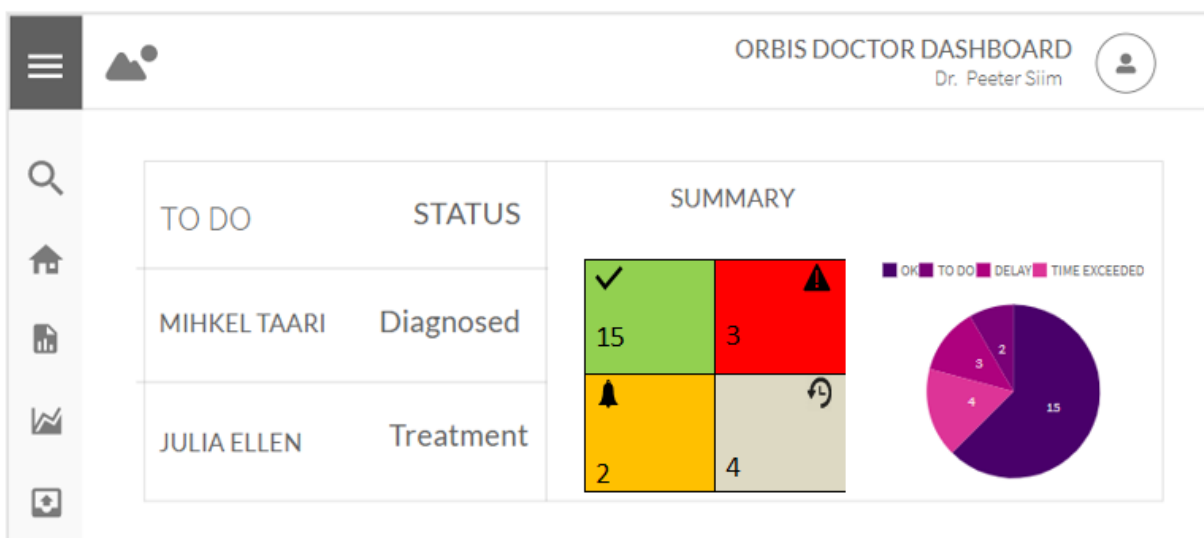 ORBIS DOCTOR DASHBOARD
Dr. Peeter Siim
TO DO STATUS
MIHKEL TAARI Diagnosed
JULIA ELLEN Treatment
SUMMARY
15 3
2 4
OK TO DO DELAY TIME EXCEEDED
2
3
4 15